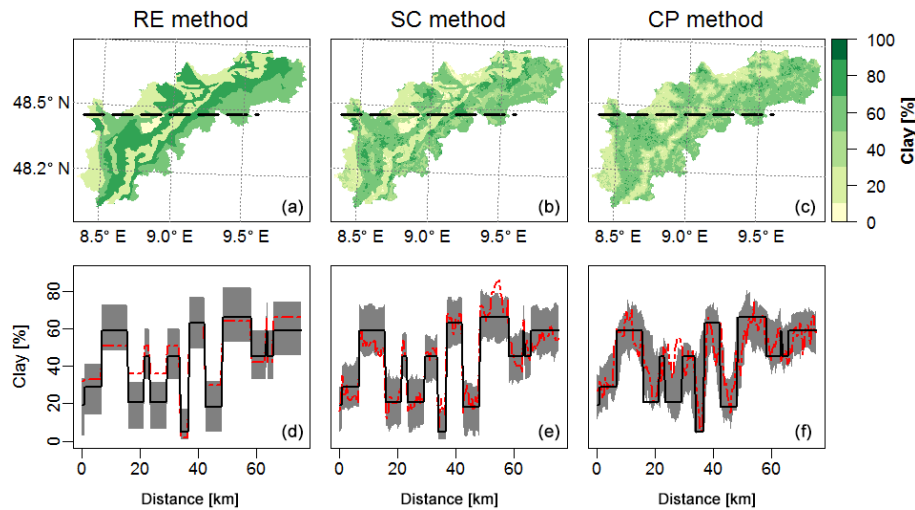 RE method
SC method
CP method
48.5° N
48.2° N
(a)
(b)
(c)
8.5° E 9.0° E 9.5° E
8.5° E 9.0° E 9.5° E
8.5° E 9.0° E 9.5° E
100
80
60
40
20
0
Clay [%]
80
60
40
20
0
Clay [%]
(d)
(e)
(f)
0 20 40 60
0 20 40 60
0 20 40 60
Distance [km]
Distance [km]
Distance [km]